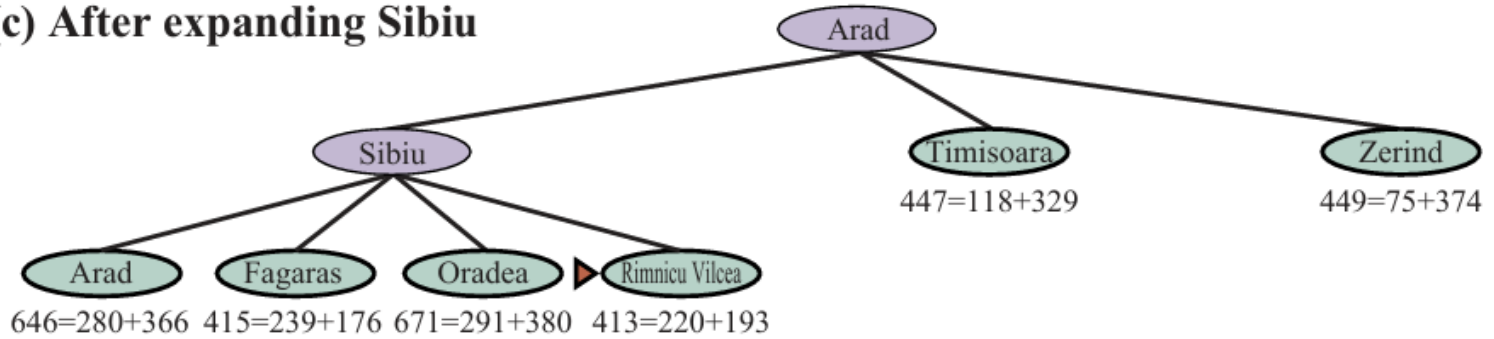 c) After expanding Sibiu
Arad
Sibiu
Timisoara
Zerind
447=118+329
449=75+374
Arad
Fagaras
Oradea
Rimnicu Vilcea
646=280+366
415=239+176
671=291+380
413=220+193